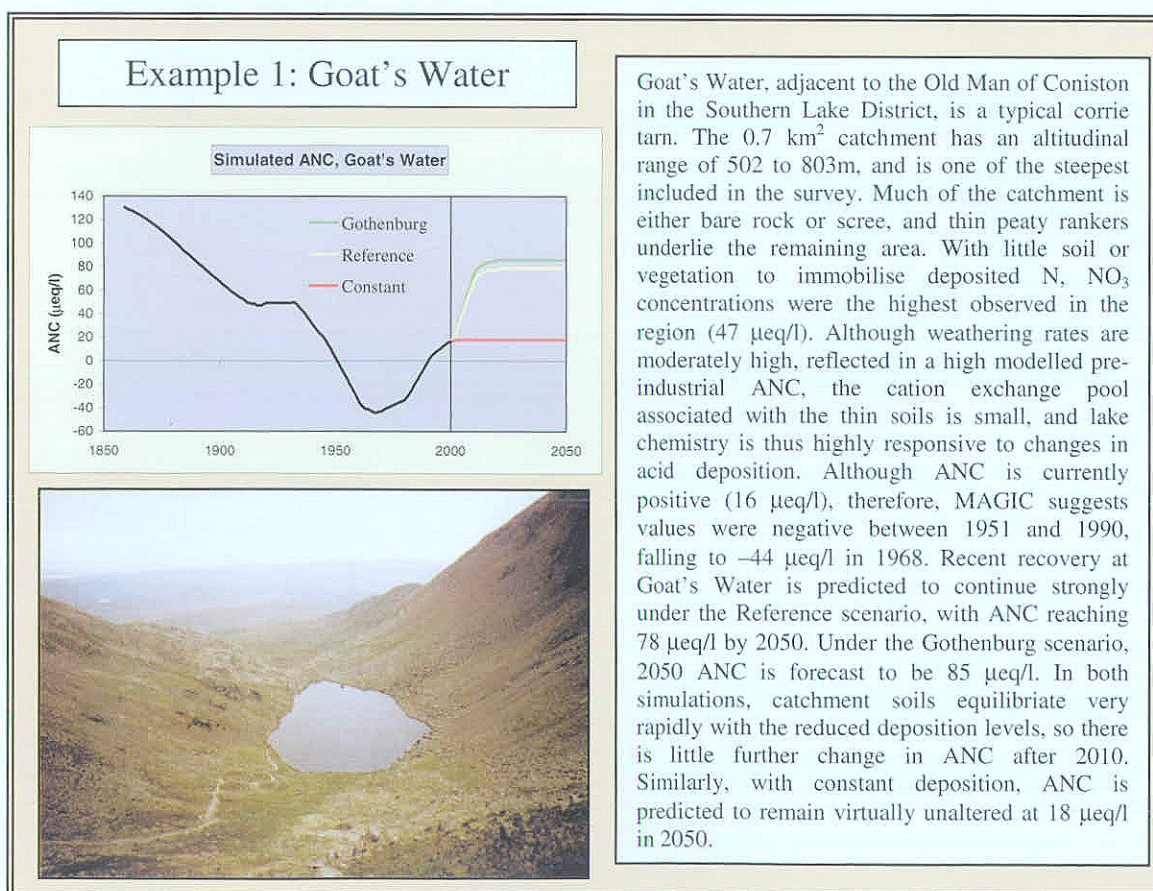 Example 1: Goat's Water
Simulated ANC, Goat's Water
ANC (µeq/l)
140
120
100
80
60
40
20
0
-20
-40
-60
1850
1900
1950
2000
2050
Gothenburg
Reference
Constant
Goat's Water, adjacent to the Old Man of Coniston
in the Southern Lake District, is a typical corrie
tarn. The 0.7 km² catchment has an altitudinal
range of 502 to 803m, and is one of the steepest
included in the survey. Much of the catchment is
either bare rock or scree, and thin peaty rankers
underlie the remaining area. With little soil or
vegetation to immobilise deposited N, NO₃
concentrations were the highest observed in the
region (47 µeq/l). Although weathering rates are
moderately high, reflected in a high modelled pre-
industrial ANC, the cation exchange pool
associated with the thin soils is small, and lake
chemistry is thus highly responsive to changes in
acid deposition. Although ANC is currently
positive (16 µeq/l), therefore, MAGIC suggests
values were negative between 1951 and 1990,
falling to –44 µeq/l in 1968. Recent recovery at
Goat's Water is predicted to continue strongly
under the Reference scenario, with ANC reaching
78 µeq/l by 2050. Under the Gothenburg scenario,
2050 ANC is forecast to be 85 µeq/l. In both
simulations, catchment soils equilibriate very
rapidly with the reduced deposition levels, so there
is little further change in ANC after 2010.
Similarly, with constant deposition, ANC is
predicted to remain virtually unaltered at 18 µeq/l
in 2050.